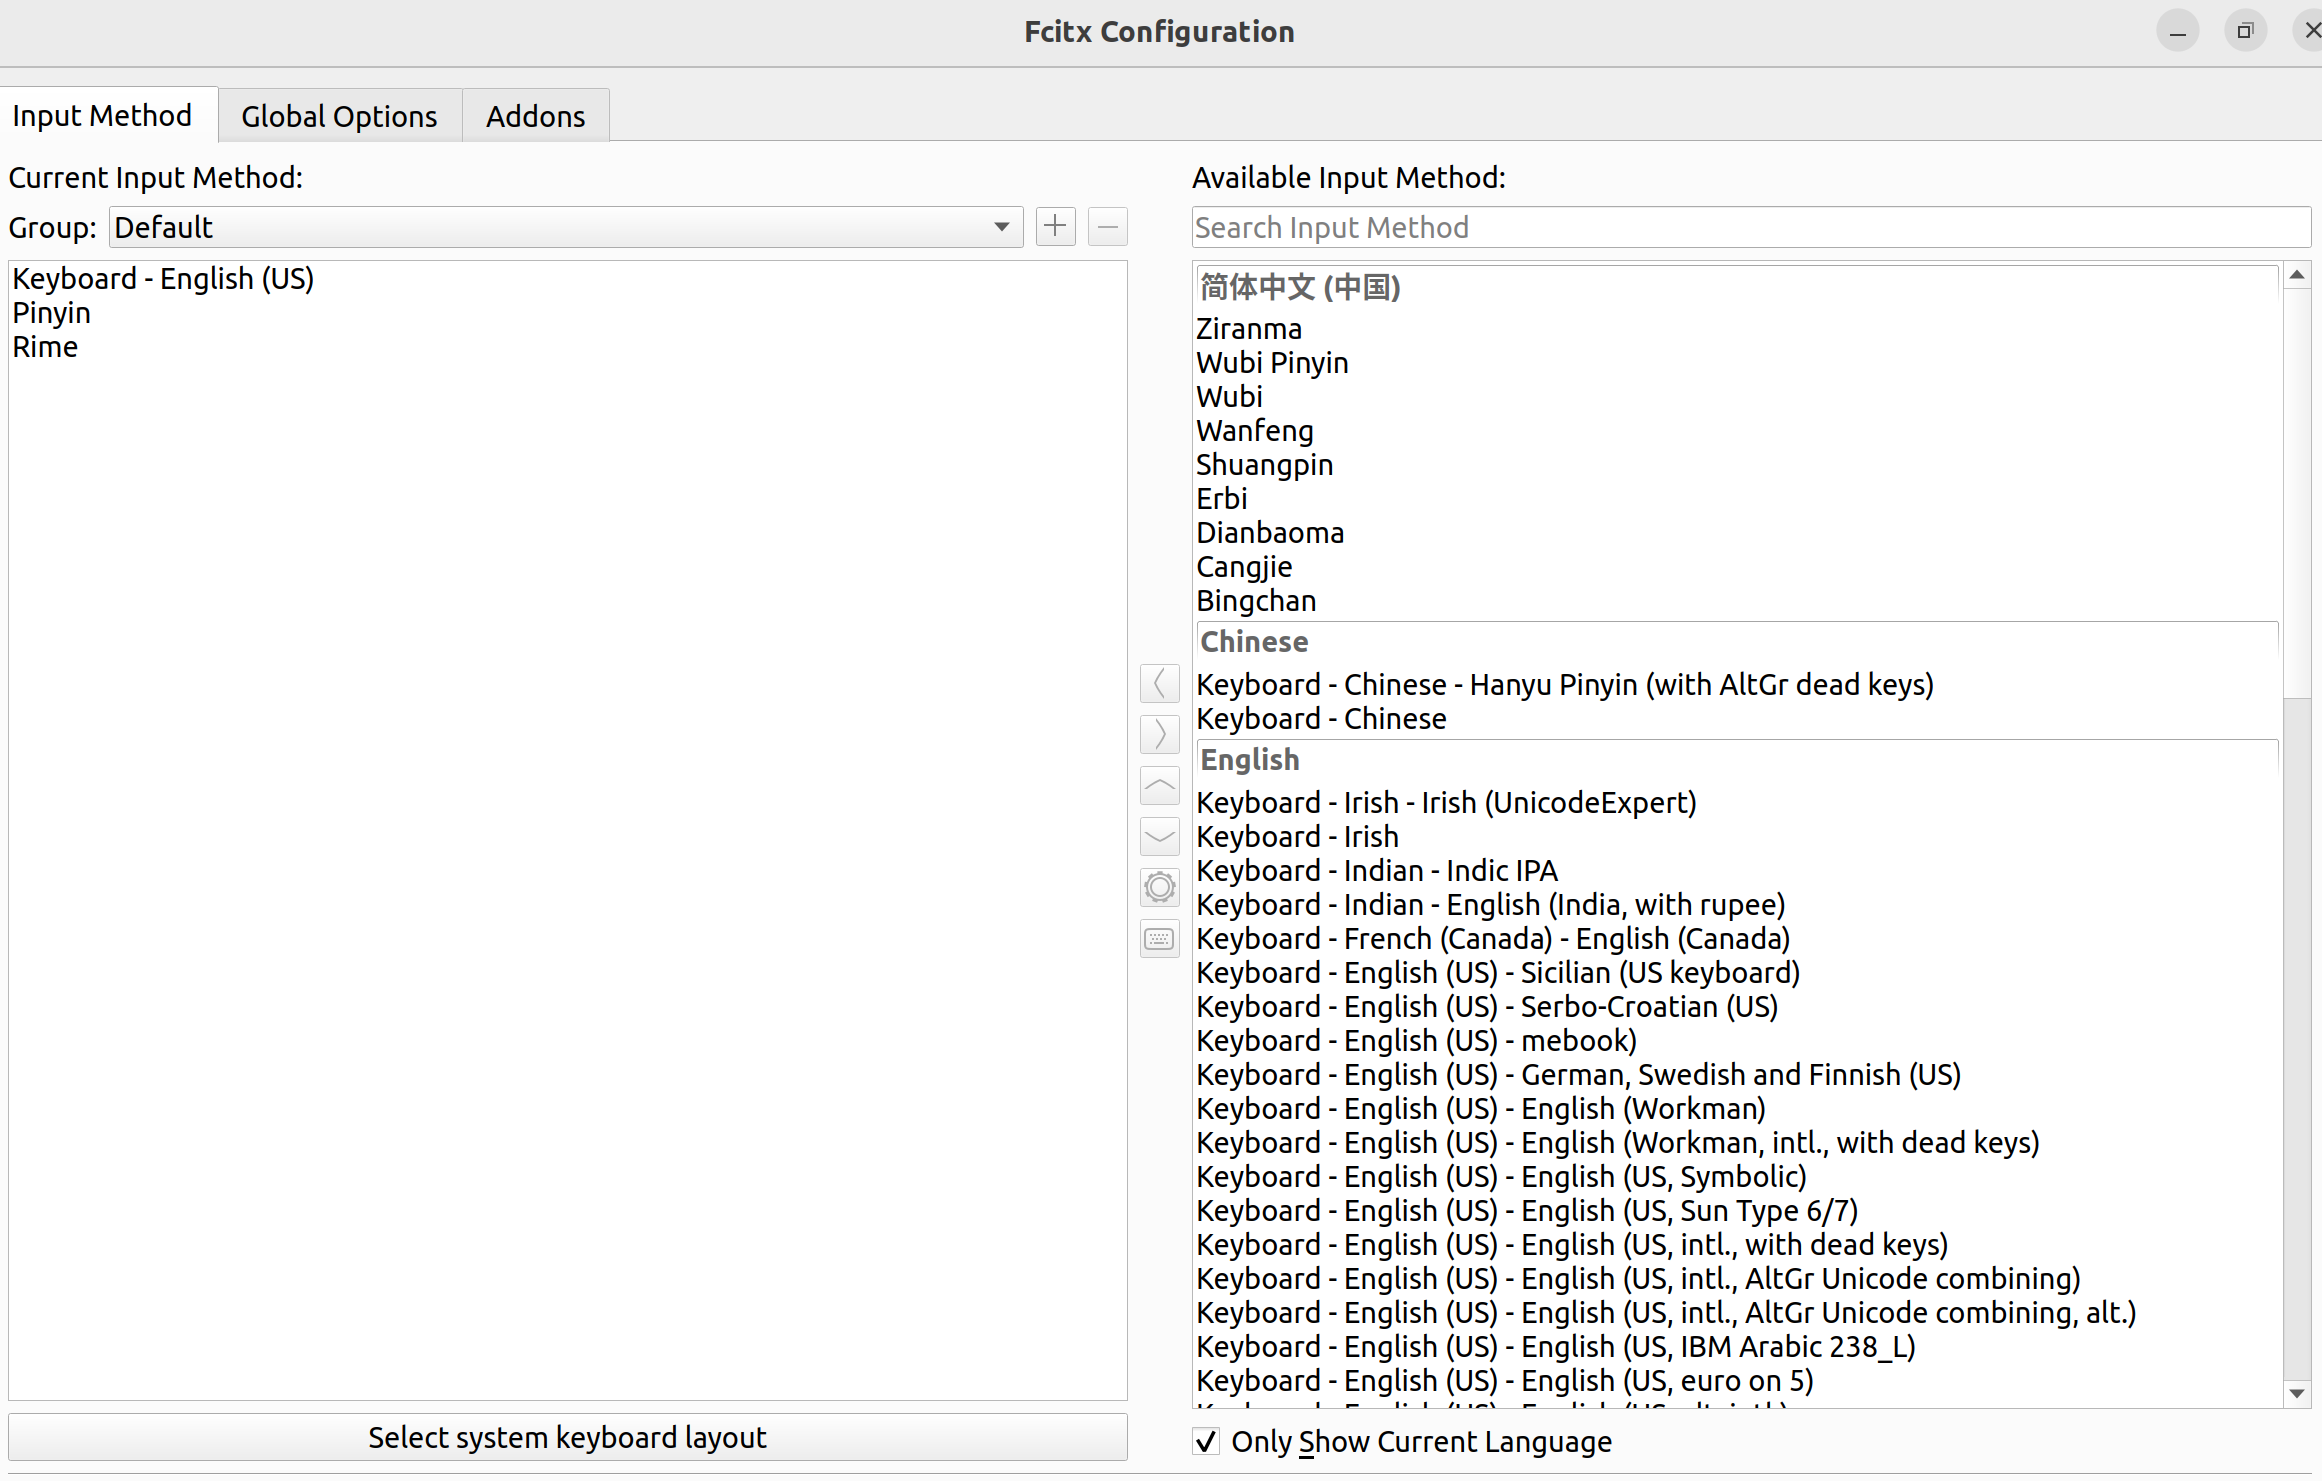 Fcitx Configuration
Input Method
Global Options
Addons
Current Input Method:
Group: Default
Keyboard - English (US)
Pinyin
Rime
Select system keyboard layout
Available Input Method:
Search Input Method
简体中文 (中国)
Ziranma
Wubi Pinyin
Wubi
Wanfeng
Shuangpin
Erbi
Dianbaoma
Cangjie
Bingchan
Chinese
Keyboard - Chinese - Hanyu Pinyin (with AltGr dead keys)
Keyboard - Chinese
English
Keyboard - Irish - Irish (UnicodeExpert)
Keyboard - Irish
Keyboard - Indian - Indic IPA
Keyboard - Indian - English (India, with rupee)
Keyboard - French (Canada) - English (Canada)
Keyboard - English (US) - Sicilian (US keyboard)
Keyboard - English (US) - Serbo-Croatian (US)
Keyboard - English (US) - mebook)
Keyboard - English (US) - German, Swedish and Finnish (US)
Keyboard - English (US) - English (Workman)
Keyboard - English (US) - English (Workman, intl., with dead keys)
Keyboard - English (US) - English (US, Symbolic)
Keyboard - English (US) - English (US, Sun Type 6/7)
Keyboard - English (US) - English (US, intl., with dead keys)
Keyboard - English (US) - English (US, intl., AltGr Unicode combining)
Keyboard - English (US) - English (US, intl., AltGr Unicode combining, alt.)
Keyboard - English (US) - English (US, IBM Arabic 238_L)
Keyboard - English (US) - English (US, euro on 5)
Only Show Current Language